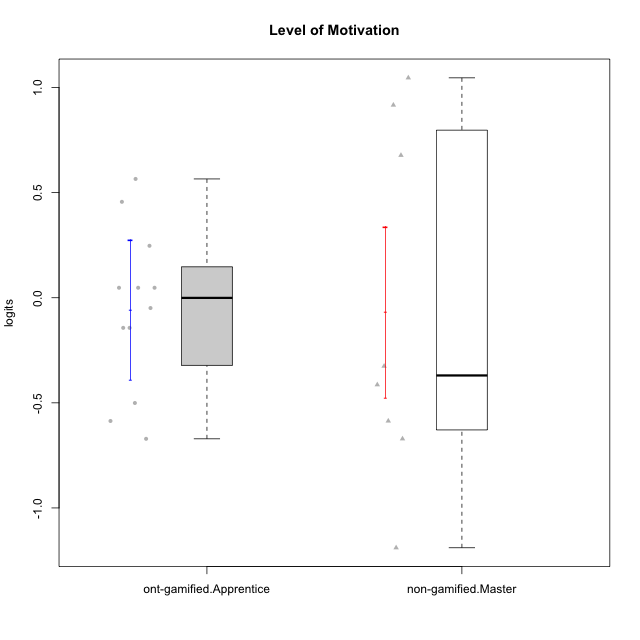 Level of Motivation
logits
1.0
0.5
0.0
-0.5
-1.0
ont-gamified.Apprentice
non-gamified.Master